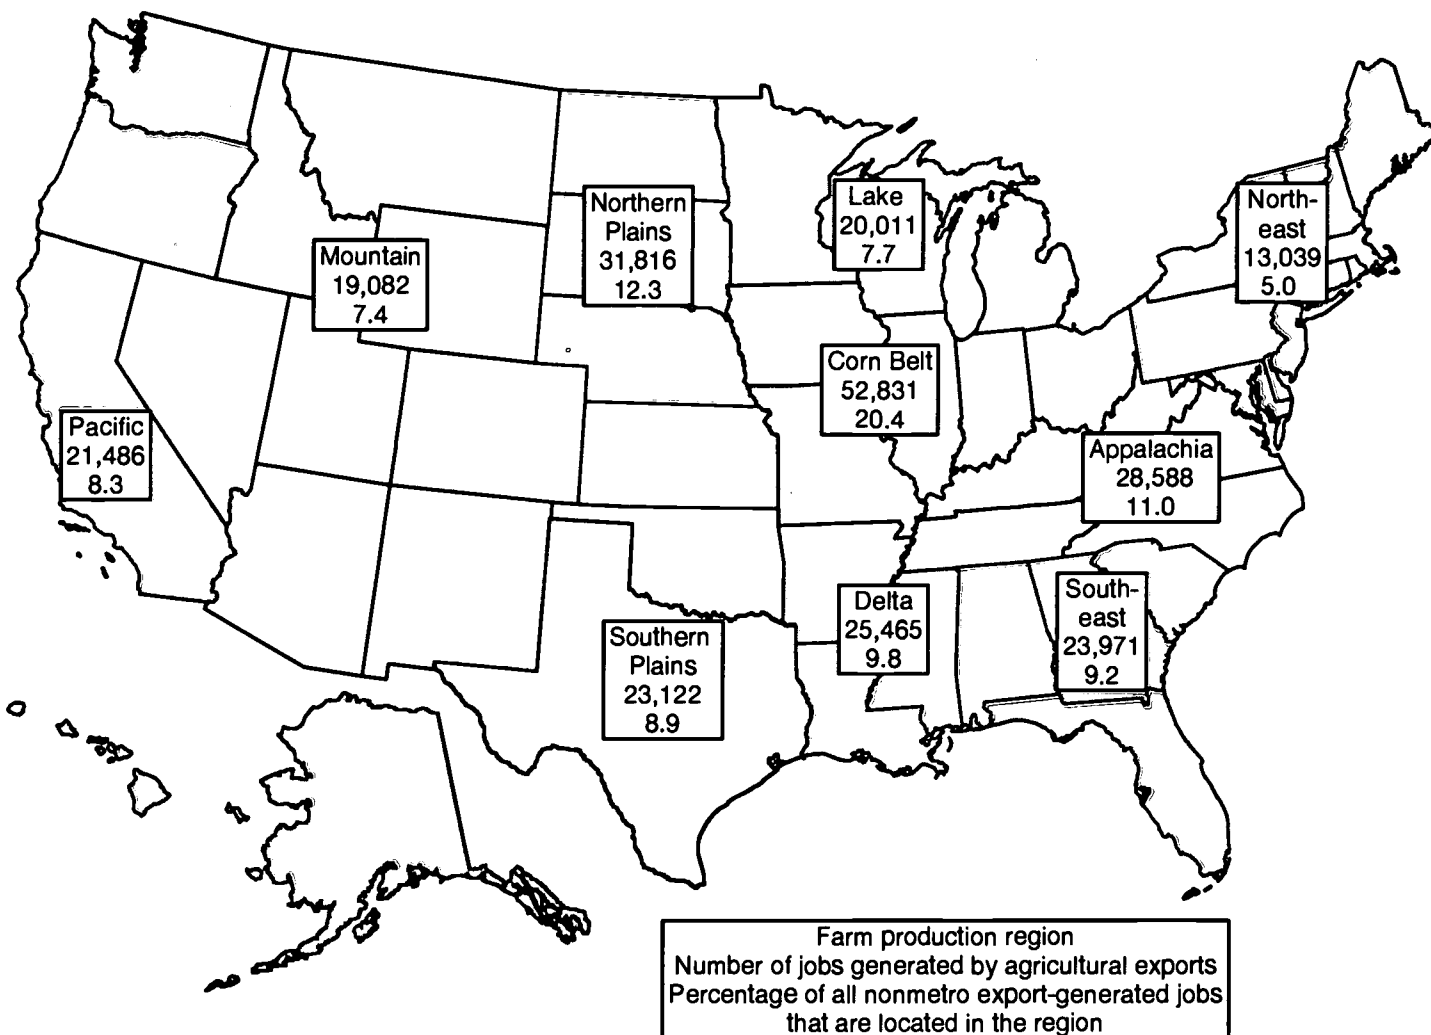 North-
east
13,039
5.0
Lake
20,011
7.7
Northern
Plains
31,816
12.3
Mountain
19,082
7.4
Corn Belt
52,831
20.4
Pacific
21,486
8.3
Appalachia
28,588
11.0
Delta
25,465
9.8
South-
east
23,971
9.2
Southern
Plains
23,122
8.9
Farm production region
Number of jobs generated by agricultural exports
Percentage of all nonmetro export-generated jobs
that are located in the region